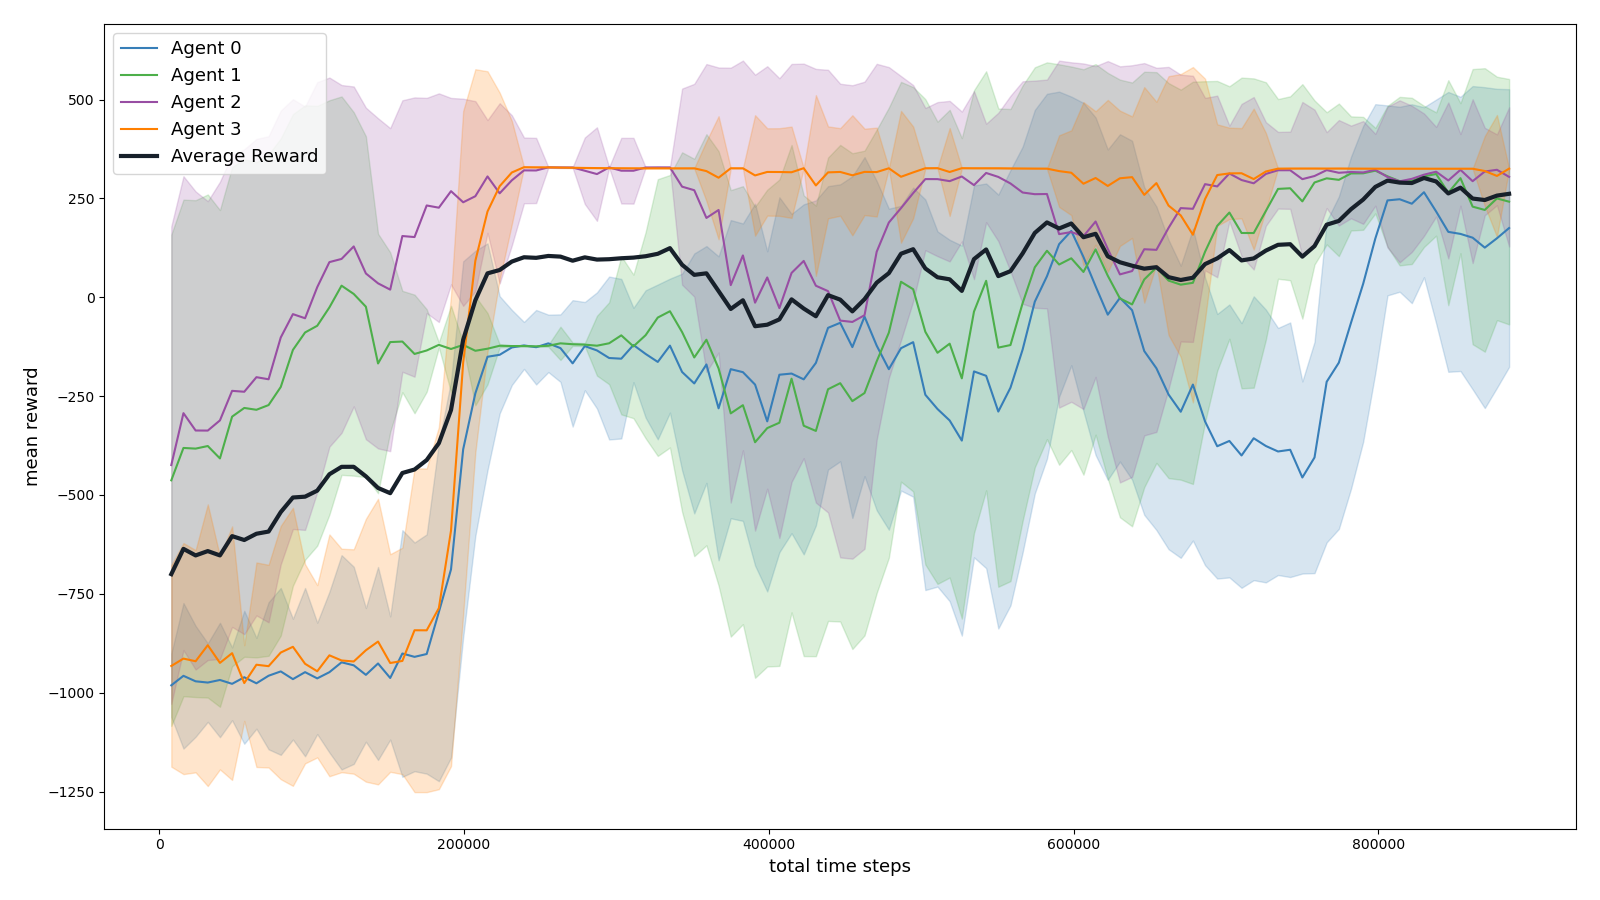 Agent 0
Agent 1
Agent 2
Agent 3
Average Reward
500
250
0
−250
−500
−750
−1000
−1250
mean reward
0
200000
400000
600000
800000
total time steps